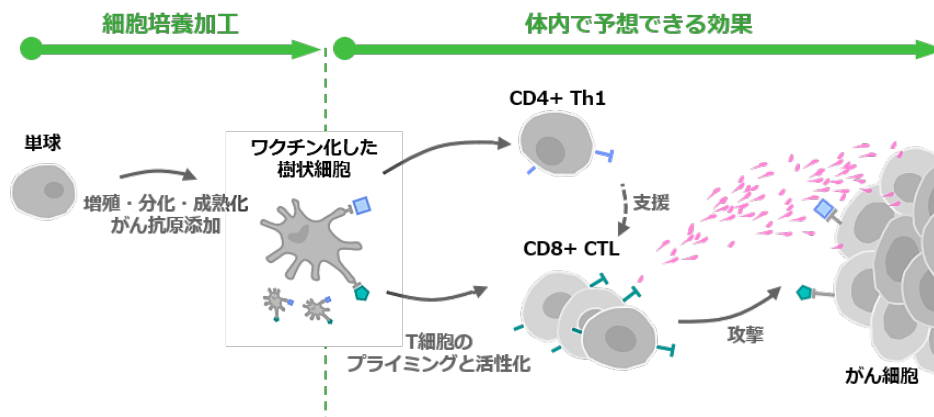 細胞培養加工
体内で予想できる効果
単球
増殖・分化・成熟化
がん抗原添加
ワクチン化した
樹状細胞
CD4+ Th1
支援
CD8+ CTL
T細胞の
プライミングと活性化
攻撃
がん細胞